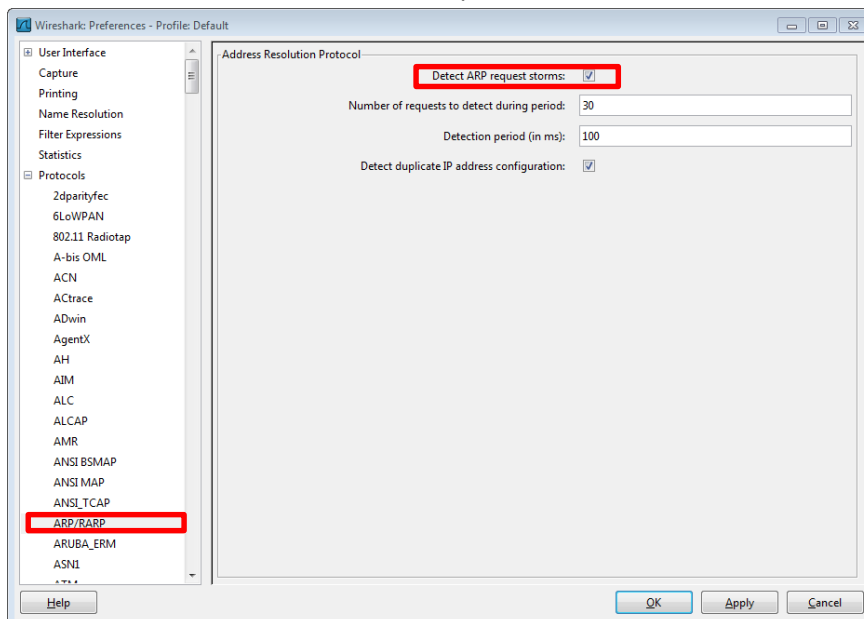 Wireshark: Preferences - Profile: Default
User Interface
Capture
Printing
Name Resolution
Filter Expressions
Statistics
Protocols
2dparityfec
6LoWPAN
802.11 Radiotap
A-bis OML
ACN
ACtrace
ADwin
AgentX
AH
AIM
ALC
ALCAP
AMR
ANSI BSMAP
ANSI MAP
ANSI_TCAP
ARP/RARP
ARUBA_ERM
ASN1
Address Resolution Protocol
Detect ARP request storms:
Number of requests to detect during period: 30
Detection period (in ms): 100
Detect duplicate IP address configuration:
Help OK Apply Cancel